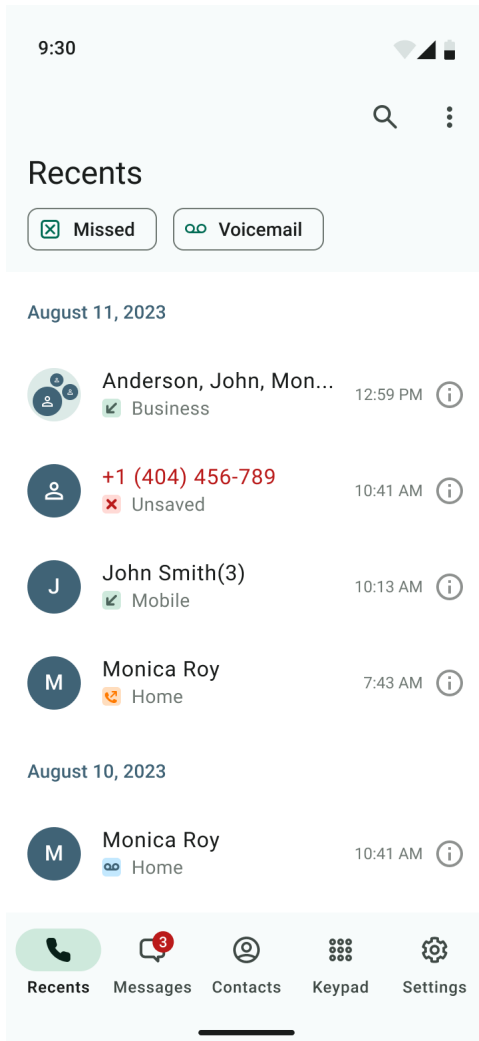 9:30
Recents
Missed
Voicemail
August 11, 2023
Anderson, John, Mon...
12:59 PM
Business
+1 (404) 456-789
10:41 AM
Unsaved
J
John Smith(3)
10:13 AM
Mobile
M
Monica Roy
7:43 AM
Home
August 10, 2023
M
Monica Roy
10:41 AM
Home
3
Recents Messages Contacts Keypad Settings